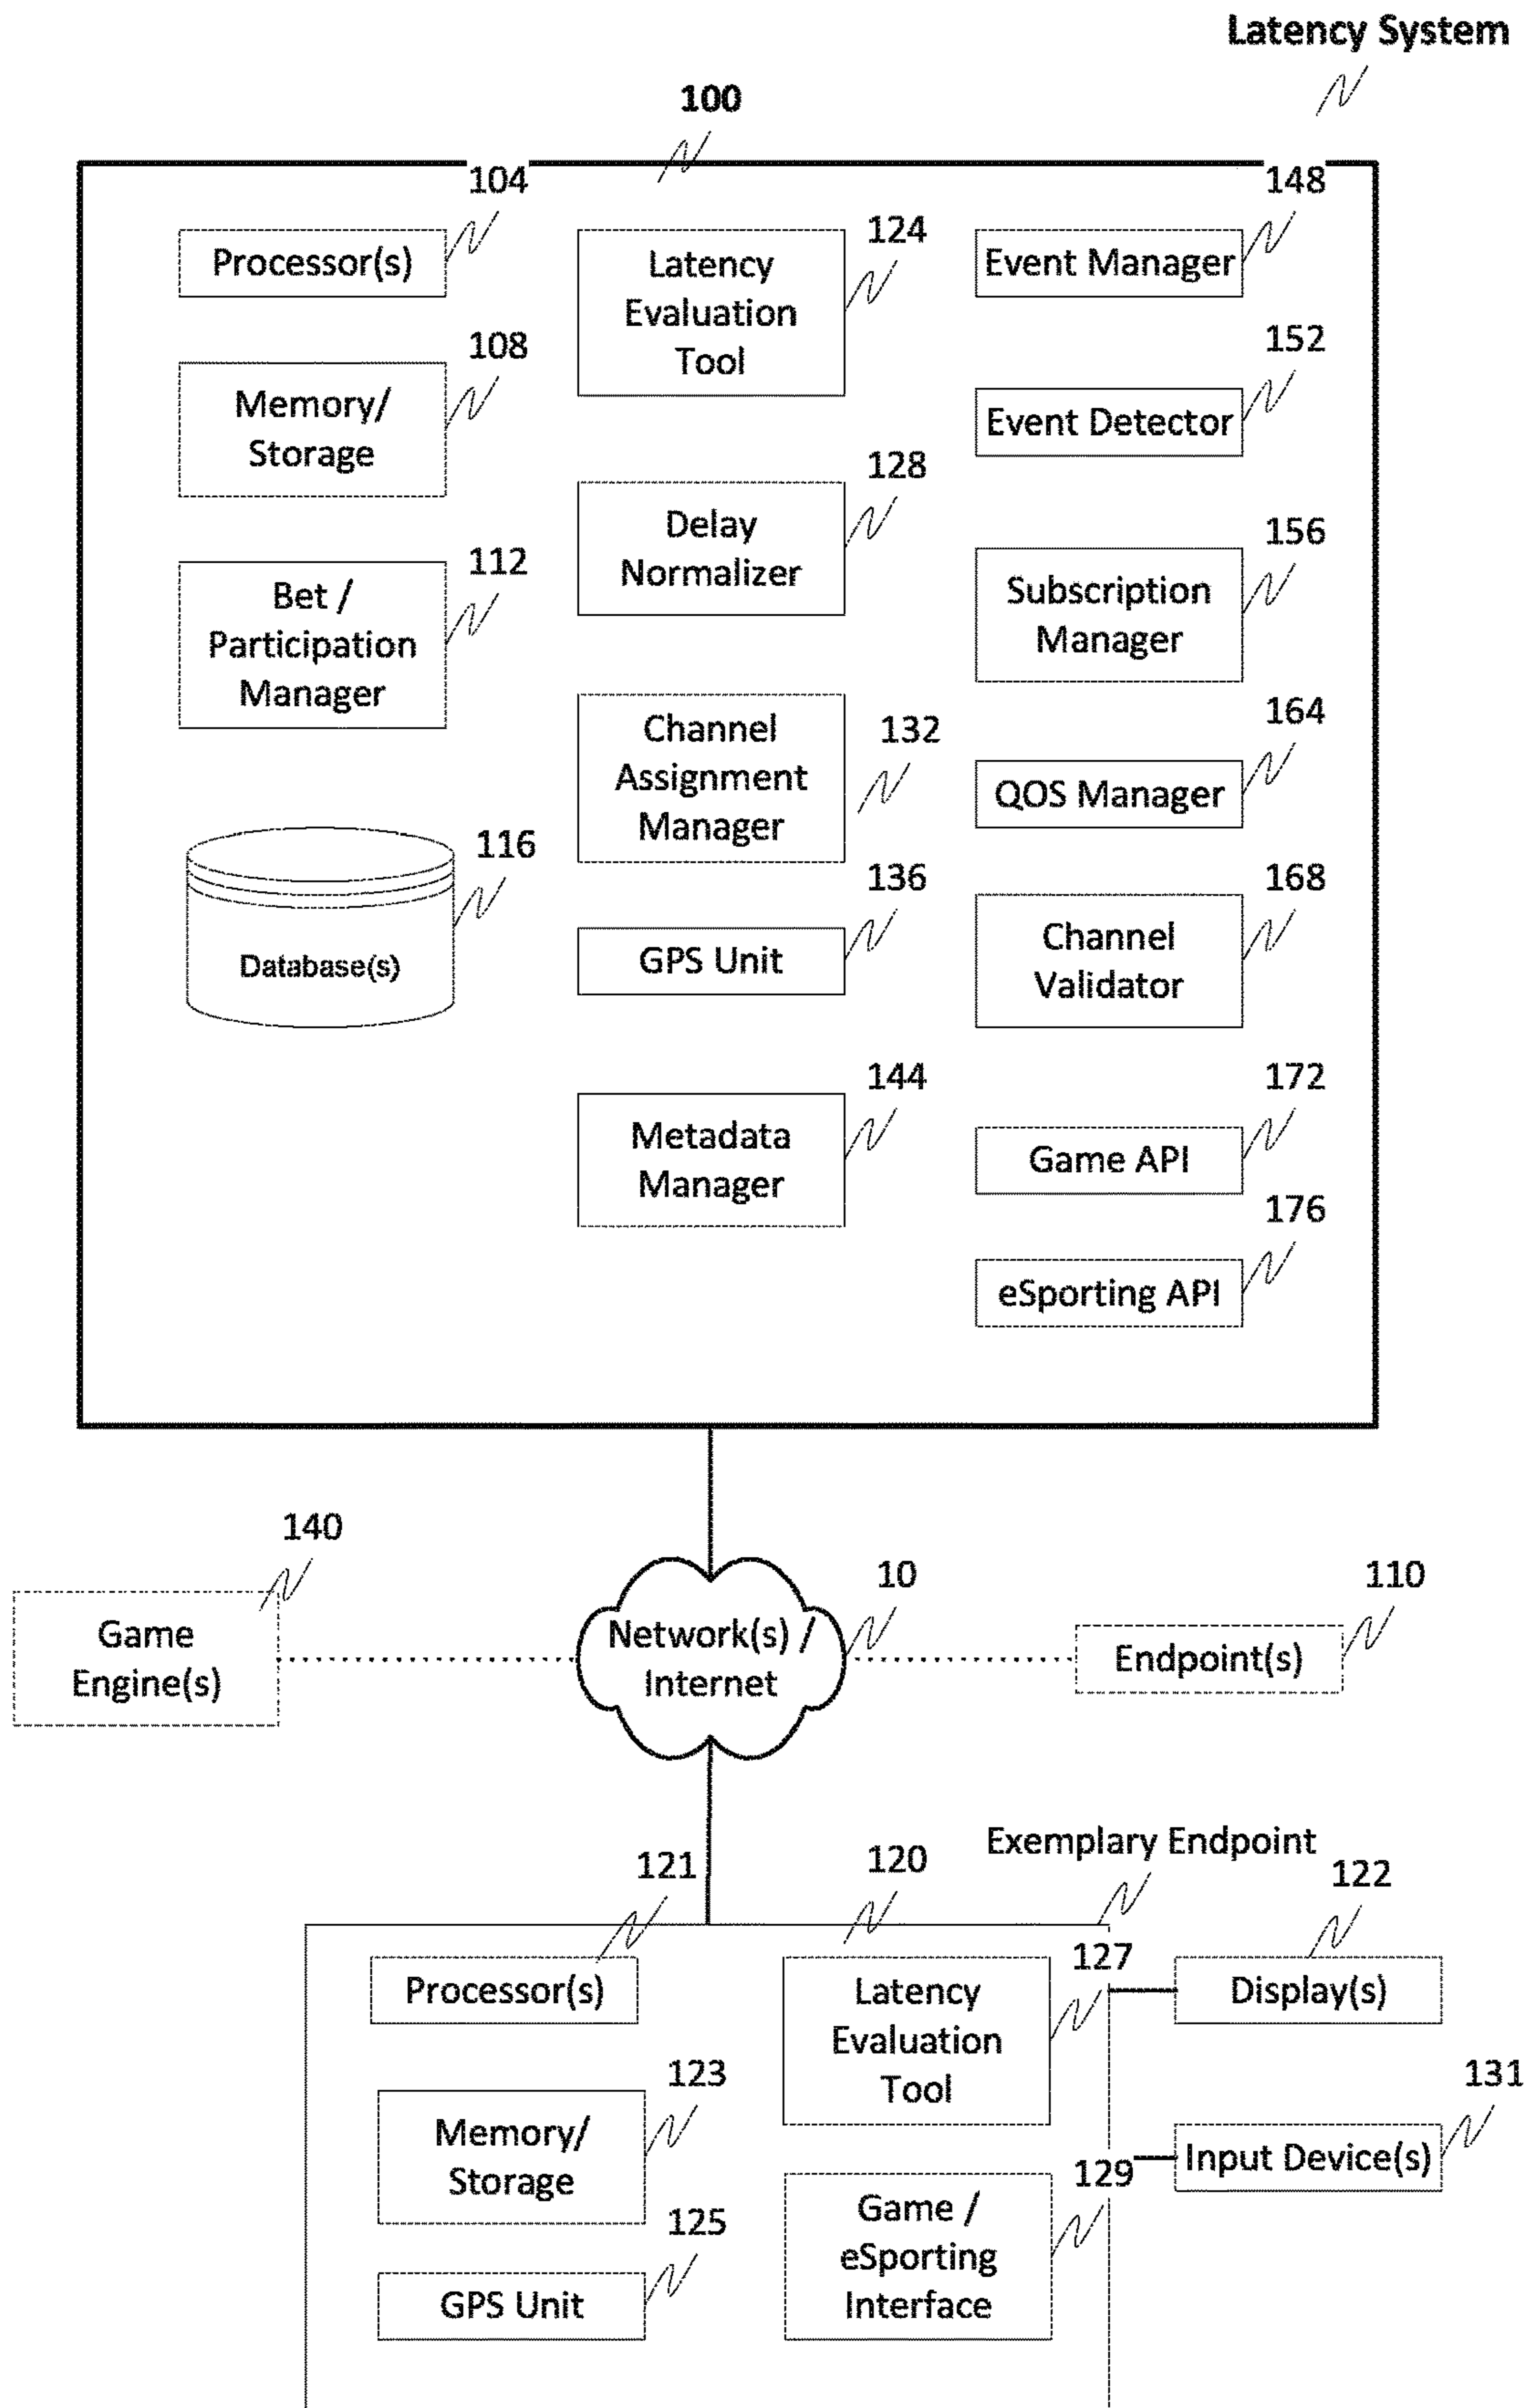 Latency System
100
104
Processor(s)
108
Memory/
Storage
112
Bet /
Participation
Manager
116
Database(s)
124
Latency
Evaluation
Tool
128
Delay
Normalizer
132
Channel
Assignment
Manager
136
GPS Unit
144
Metadata
Manager
148
Event Manager
152
Event Detector
156
Subscription
Manager
164
QOS Manager
168
Channel
Validator
172
Game API
176
eSporting API
140
Game
Engine(s)
10
Network(s) /
Internet
110
Endpoint(s)
Exemplary Endpoint
120
121
Processor(s)
123
Memory/
Storage
125
GPS Unit
127
Latency
Evaluation
Tool
129
Game /
eSporting
Interface
122
Display(s)
131
Input Device(s)